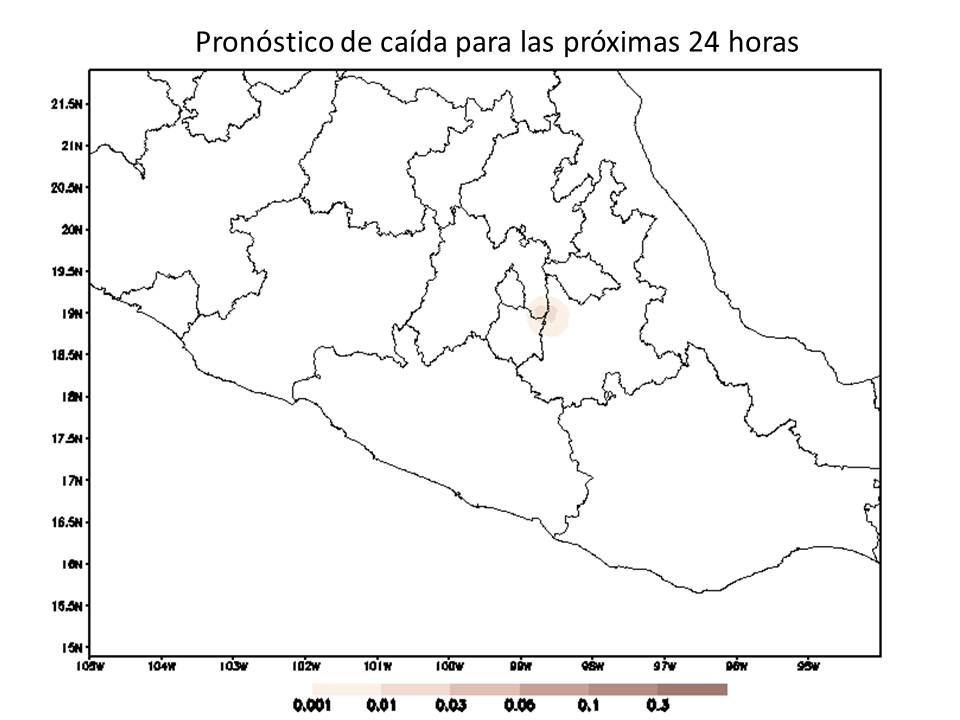 Pronóstico de caída para las próximas 24 horas
21.5N
21N
20.5N
20N
19.5N
19N
18.5N
18N
17.5N
17N
16.5N
16N
15.5N
15N
105W 104W 103W 102W 101W 100W 99W 98W 97W 96W 95W
0.001 0.01 0.03 0.06 0.1 0.3